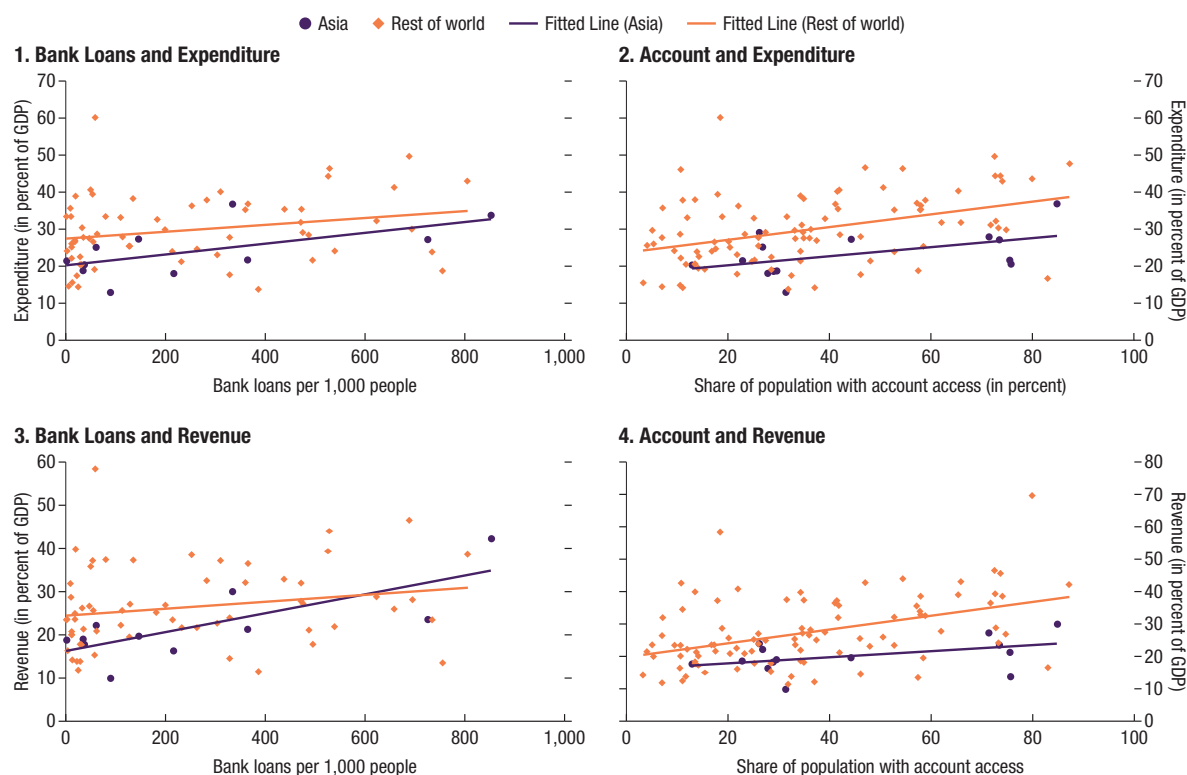 Asia Rest of world Fitted Line (Asia) Fitted Line (Rest of world)
1. Bank Loans and Expenditure
70
60
50
40
30
20
10
0
Expenditure (in percent of GDP)
0 200 400 600 800 1,000
Bank loans per 1,000 people
2. Account and Expenditure
70
60
50
40
30
20
10
0
Expenditure (in percent of GDP)
0 20 40 60 80 100
Share of population with account access (in percent)
3. Bank Loans and Revenue
60
50
40
30
20
10
0
Revenue (in percent of GDP)
0 200 400 600 800 1,000
Bank loans per 1,000 people
4. Account and Revenue
80
70
60
50
40
30
20
10
0
Revenue (in percent of GDP)
0 20 40 60 80 100
Share of population with account access